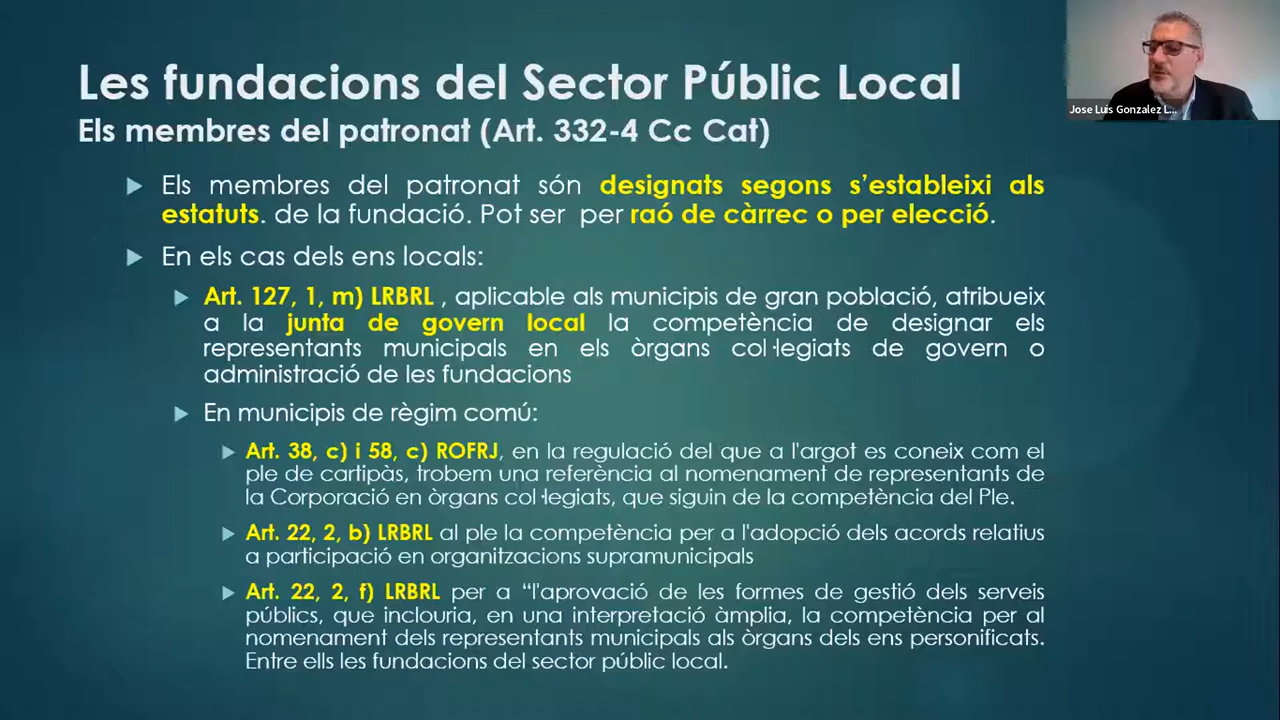 Les fundacions del Sector Públic Local
Els membres del patronat (Art. 332-4 Cc Cat)
Els membres del patronat són designats segons s'estableixi als
estatuts. de la fundació. Pot ser per raó de càrrec o per elecció.
En els cas dels ens locals:
Art. 127, 1, m) LRBRL , aplicable als municipis de gran població, atribueix
a la junta de govern local la competència de designar els
representants municipals en els òrgans col·legiats de govern o
administració de les fundacions
En municipis de règim comú:
Art. 38, c) i 58, c) ROFRJ, en la regulació del que a l'argot es coneix com el
ple de cartipàs, trobem una referència al nomenament de representants de
la Corporació en òrgans col·legiats, que siguin de la competència del Ple.
Art. 22, 2, b) LRBRL al ple la competència per a l'adopció dels acords relatius
a participació en organitzacions supramunicipals
Art. 22, 2, f) LRBRL per a “l'aprovació de les formes de gestió dels serveis
públics, que inclouria, en una interpretació àmplia, la competència per al
nomenament dels representants municipals als òrgans dels ens personificats.
Entre ells les fundacions del sector públic local.
Jose Luis Gonzalez L...